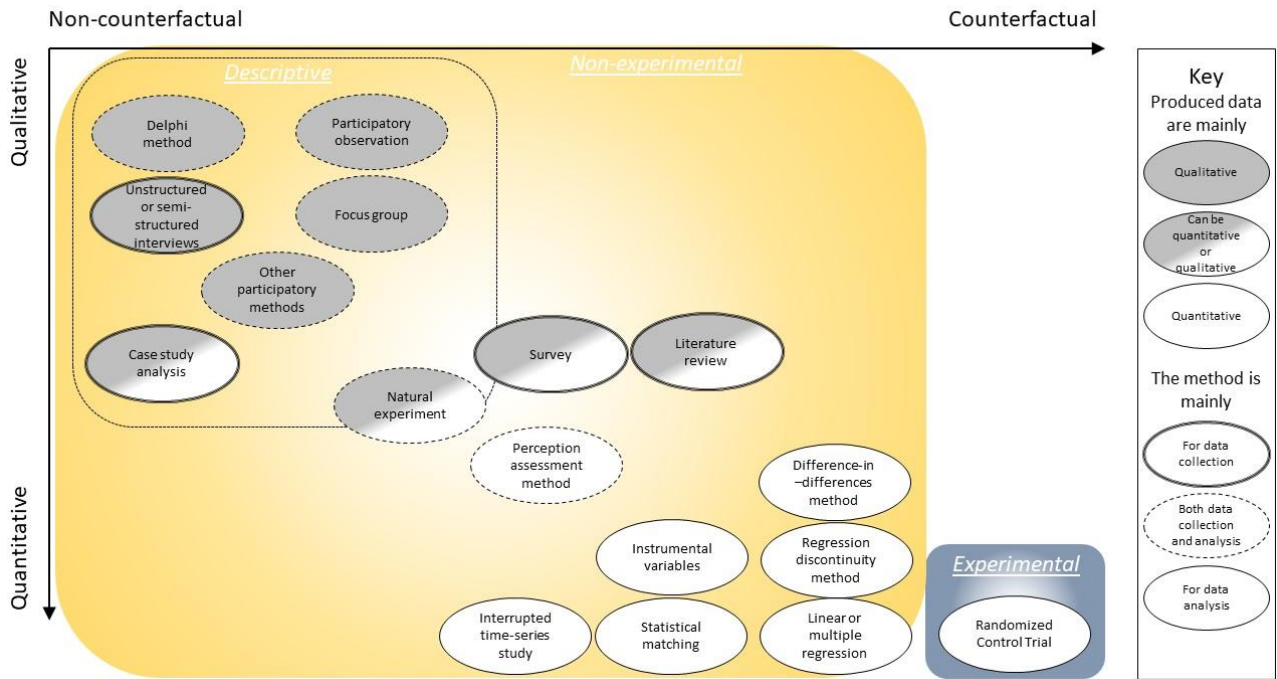 Non-counterfactual
Counterfactual
Qualitative
Quantitative
Descriptive
Non-experimental
Delphi
method
Participatory
observation
Unstructured
or semi-
structured
interviews
Focus group
Other
participatory
methods
Case study
analysis
Survey
Literature
review
Natural
experiment
Perception
assessment
method
Difference-in
–differences
method
Instrumental
variables
Regression
discontinuity
method
Interrupted
time-series
study
Statistical
matching
Linear or
multiple
regression
Experimental
Randomized
Control Trial
Key
Produced data
are mainly
Qualitative
Can be
quantitative
or
qualitative
Quantitative
The method is
mainly
For data
collection
Both data
collection
and analysis
For data
analysis